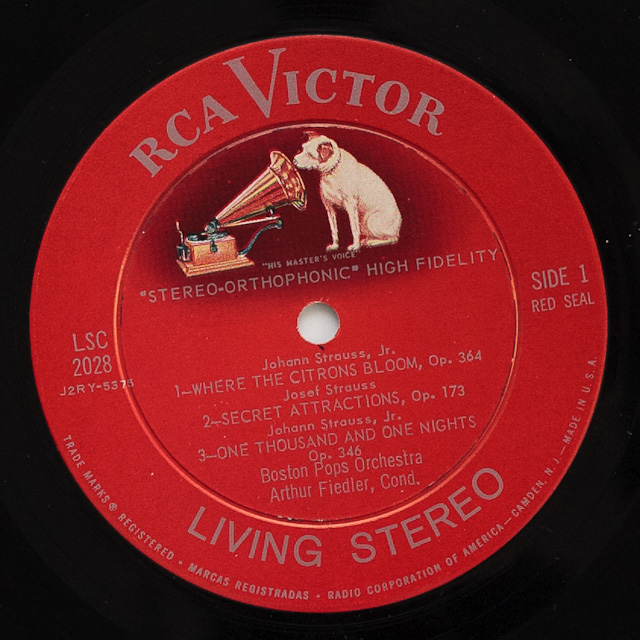 RCA VICTOR
"HIS MASTER'S VOICE"
"STEREO-ORTHOPHONIC" HIGH FIDELITY
SIDE 1
RED SEAL
LSC
2028
J2RY-5375
Johann Strauss, Jr.
1–WHERE THE CITRONS BLOOM, Op. 364
Josef Strauss
2–SECRET ATTRACTIONS, Op. 173
Johann Strauss, Jr.
3–ONE THOUSAND AND ONE NIGHTS
Op. 346
Boston Pops Orchestra
Arthur Fiedler, Cond.
LIVING STEREO
TRADE MARKS® REGISTERED • MARCAS REGISTRADAS • RADIO CORPORATION OF AMERICA—CAMDEN, N.J.—MADE IN U.S.A.